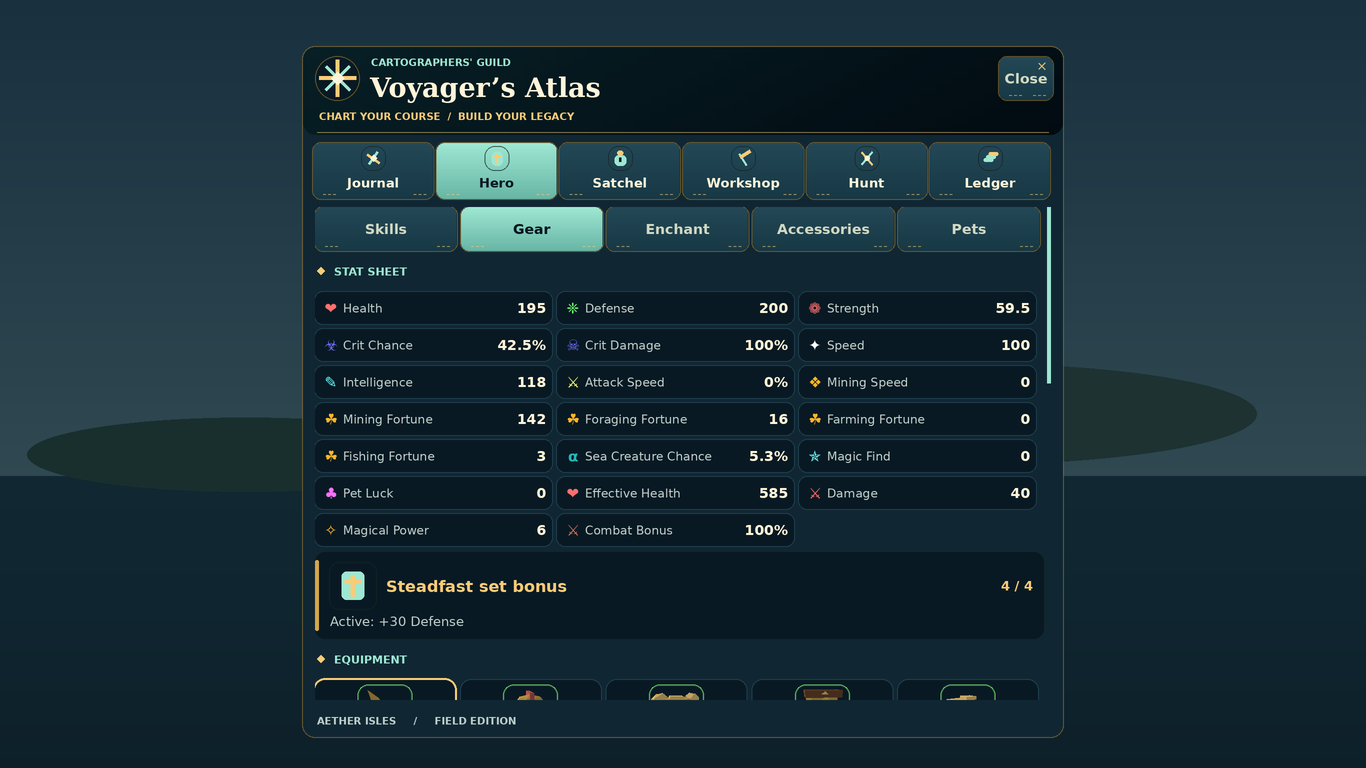 CARTOGRAPHERS' GUILD
Voyager’s Atlas
CHART YOUR COURSE / BUILD YOUR LEGACY
× Close
Journal Hero Satchel Workshop Hunt Ledger
Skills Gear Enchant Accessories Pets
STAT SHEET
Health 195 Defense 200 Strength 59.5
Crit Chance 42.5% Crit Damage 100% Speed 100
Intelligence 118 Attack Speed 0% Mining Speed 0
Mining Fortune 142 Foraging Fortune 16 Farming Fortune 0
Fishing Fortune 3 α Sea Creature Chance 5.3% Magic Find 0
Pet Luck 0 Effective Health 585 Damage 40
Magical Power 6 Combat Bonus 100%
Steadfast set bonus 4 / 4
Active: +30 Defense
EQUIPMENT
AETHER ISLES / FIELD EDITION